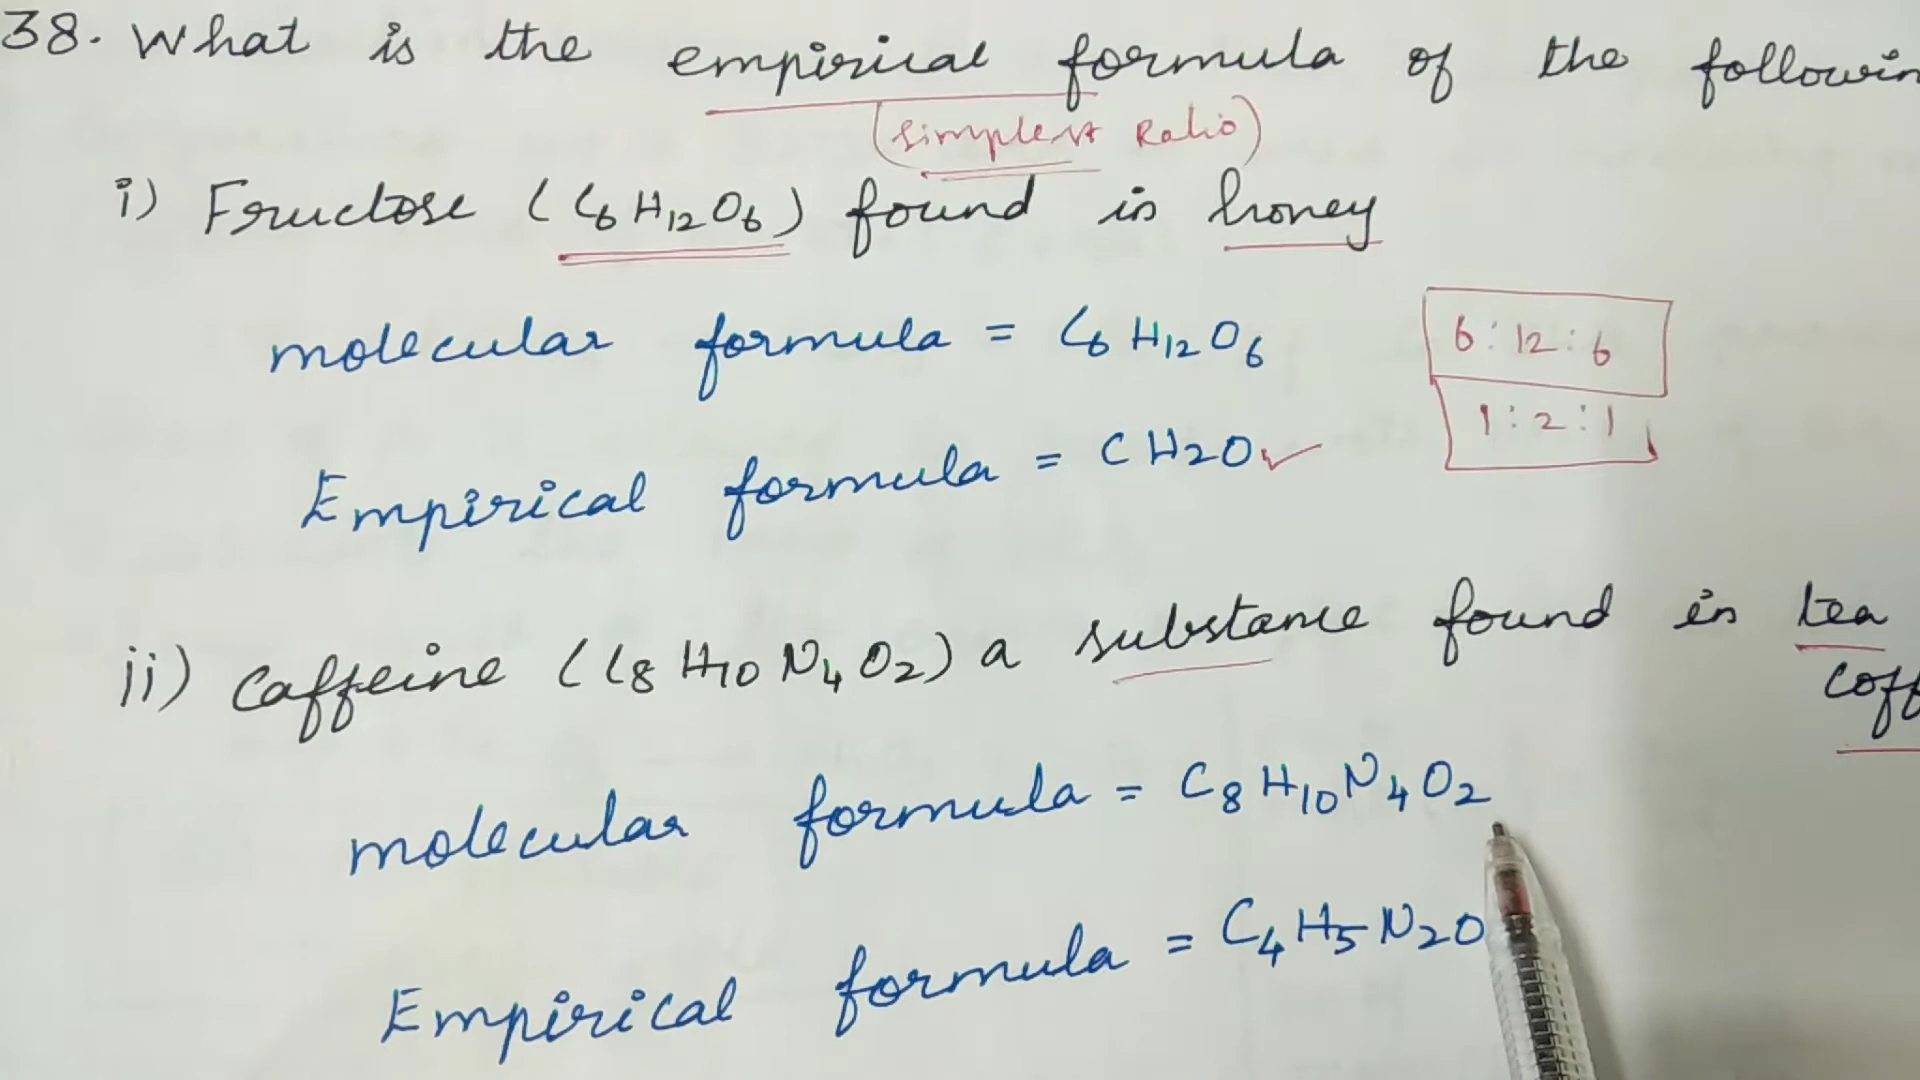 38. What is the empirical formula of the followin
(simplest Ratio)
i) Fructose (C6H12O6) found in honey
molecular formula = C6H12O6
6:12:6
1:2:1
Empirical formula = CH2O✓
ii) Caffeine (C8H10N4O2) a substance found in tea
coff
molecular formula = C8H10N4O2
Empirical formula = C4H5N2O